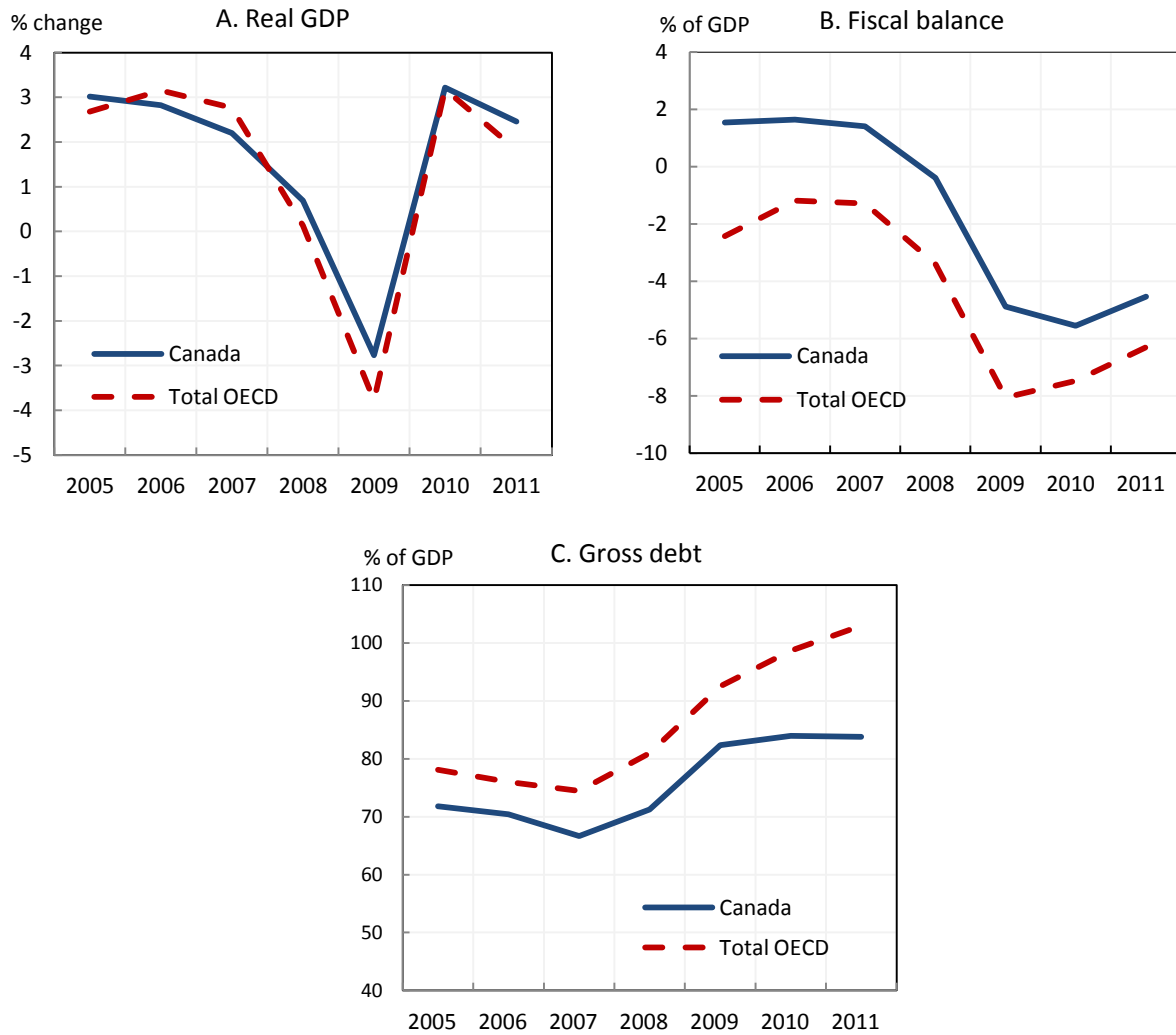 A. Real GDP
% change
4
3
2
1
0
-1
-2
-3
-4
-5
Canada
Total OECD
2005 2006 2007 2008 2009 2010 2011
B. Fiscal balance
% of GDP
4
2
0
-2
-4
-6
-8
-10
Canada
Total OECD
2005 2006 2007 2008 2009 2010 2011
C. Gross debt
% of GDP
110
100
90
80
70
60
50
40
Canada
Total OECD
2005 2006 2007 2008 2009 2010 2011